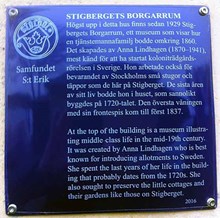 STIGBERGETS BORGARRUM
Högst upp i detta hus finns sedan 1929 Stig-
bergets Borgarrum, ett museum som visar hur
en tjänstemannafamilj bodde omkring 1860.
Det skapades av Anna Lindhagen (1870–1941),
mest känd för att ha startat koloniträdgårds-
rörelsen i Sverige. Hon arbetade också för
bevarandet av Stockholms små stugor och
täppor som de här på Stigberget. De sista åren
av sitt liv bodde hon i huset, som sannolikt
byggdes på 1720-talet. Den översta våningen
med sin frontespis kom till först 1837.
Samfundet
S:t Erik
At the top of the building is a museum illustra-
ting middle-class life in the mid-19th century.
It was created by Anna Lindhagen who is best
known for introducing allotments to Sweden.
She spent the last years of her life in the build-
ing that probably dates from the 1720s. She
also sought to preserve the little cottages and
their gardens like those on Stigberget.
2016